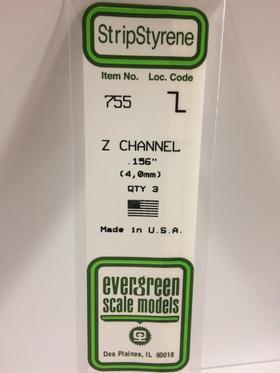 StripStyrene
Item No. Loc. Code
755
Z CHANNEL
.156"
(4,0mm)
QTY 3
Made in U.S.A.
evergreen
scale models
Des Plaines, IL 60018